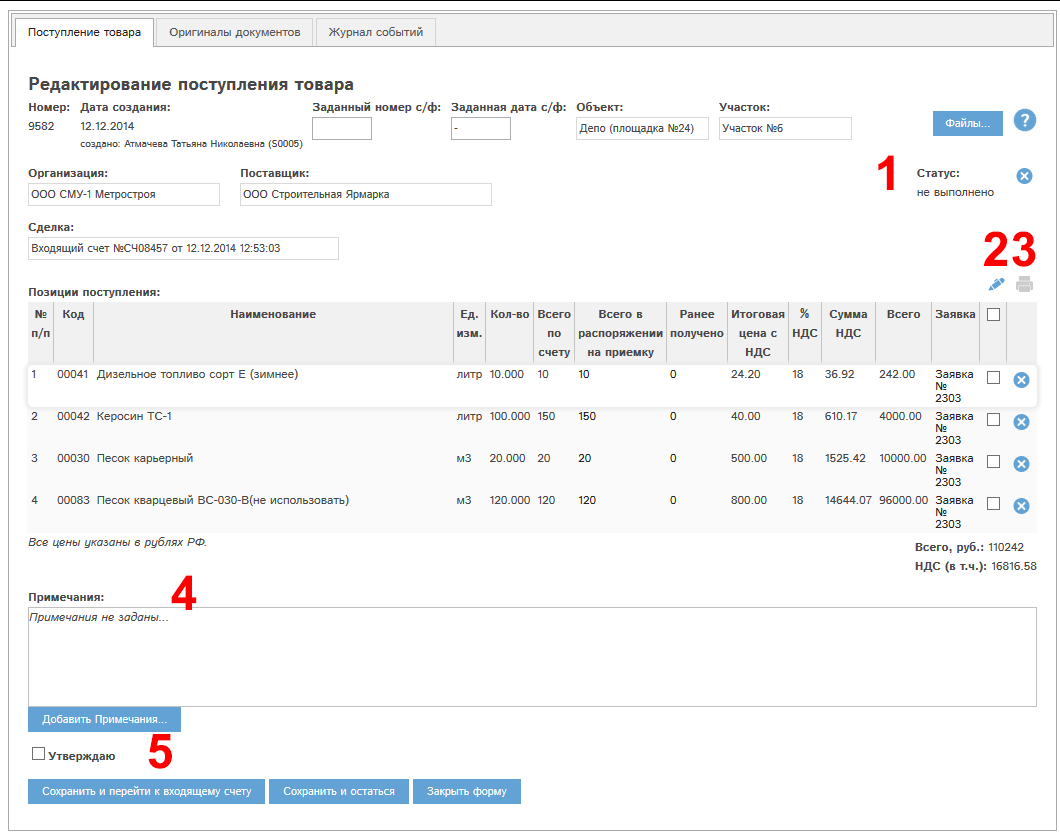 Поступление товара Оригиналы документов Журнал событий
Редактирование поступления товара
Номер: Дата создания: Заданный номер с/ф: Заданная дата с/ф: Объект: Участок:
9582 12.12.2014 - Депо (площадка №24) Участок №6 Файлы... ?
создано: Атмачева Татьяна Николаевна (S0005)
1
Организация: Поставщик: Статус:
ООО СМУ-1 Метростроя ООО Строительная Ярмарка не выполнено
Сделка:
Входящий счет №СЧ08457 от 12.12.2014 12:53:03
2 3
Позиции поступления:
№ Код Наименование Ед. Кол-во Всего Всего в Ранее Итоговая % Сумма Всего Заявка
п/п изм. по распоряжении получено цена с НДС НДС
счету на приемку НДС
1 00041 Дизельное топливо сорт Е (зимнее) литр 10.000 10 10 0 24.20 18 36.92 242.00 Заявка
№
2303
2 00042 Керосин ТС-1 литр 100.000 150 150 0 40.00 18 610.17 4000.00 Заявка
№
2303
3 00030 Песок карьерный м3 20.000 20 20 0 500.00 18 1525.42 10000.00 Заявка
№
2303
4 00083 Песок кварцевый ВС-030-В(не использовать) м3 120.000 120 120 0 800.00 18 14644.07 96000.00 Заявка
№
2303
Все цены указаны в рублях РФ.
Всего, руб.: 110242
НДС (в т.ч.): 16816.58
4
Примечания:
Примечания не заданы...
Добавить Примечания...
5
Утверждаю
Сохранить и перейти к входящему счету Сохранить и остаться Закрыть форму